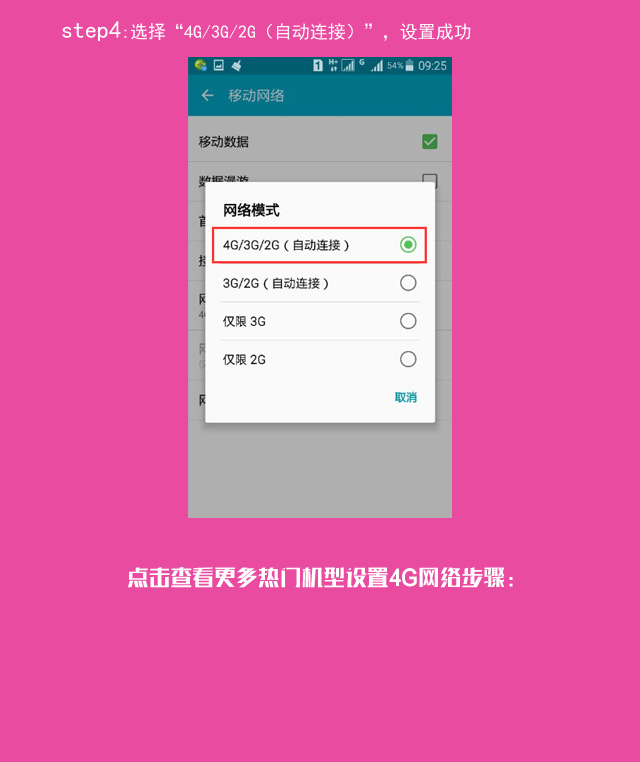 step4:选择“4G/3G/2G（自动连接）”，设置成功
1 H+ G 54% 09:25
移动网络
移动数据
数据漫游
网络模式
4G/3G/2G（自动连接）
3G/2G（自动连接）
仅限 3G
仅限 2G
取消
点击查看更多热门机型设置4G网络步骤：